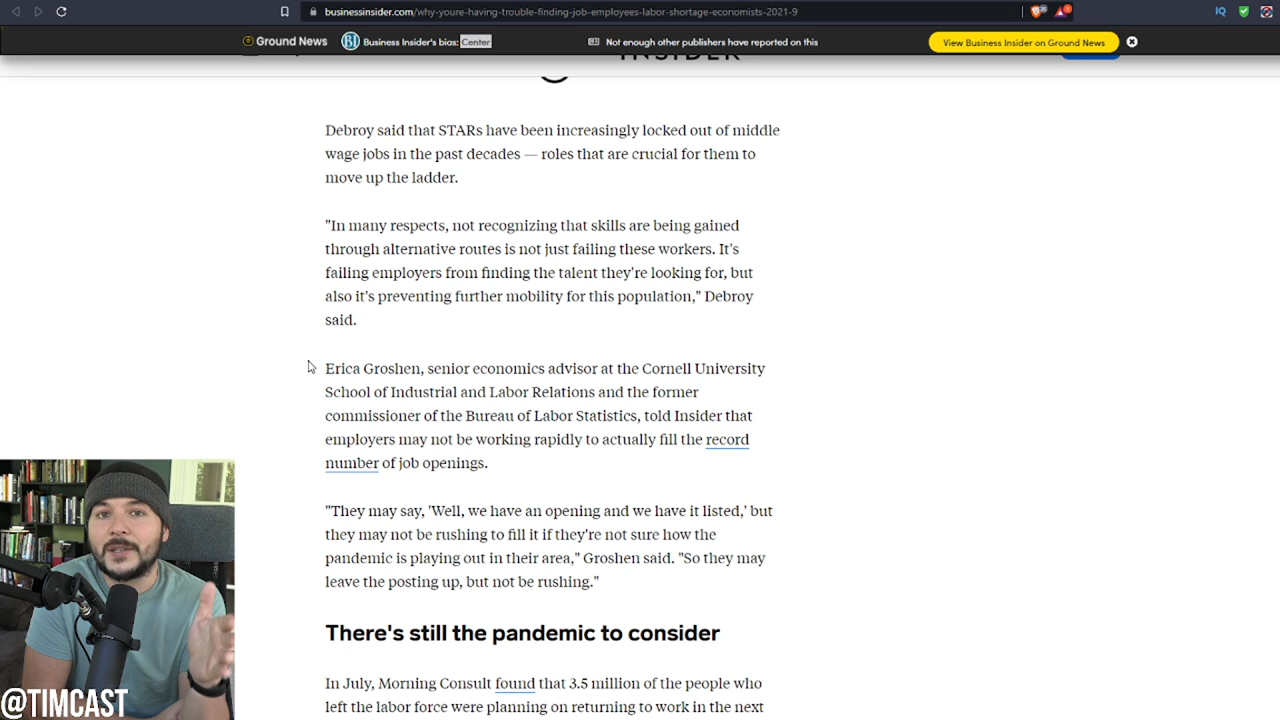 businessinsider.com/why-youre-having-trouble-finding-job-employees-labor-shortage-economists-2021-9
IQ
Ground News
BI
Business Insider's bias: Center
Not enough other publishers have reported on this
View Business Insider on Ground News
INSIDER
Debroy said that STARs have been increasingly locked out of middle
wage jobs in the past decades — roles that are crucial for them to
move up the ladder.
"In many respects, not recognizing that skills are being gained
through alternative routes is not just failing these workers. It's
failing employers from finding the talent they're looking for, but
also it's preventing further mobility for this population," Debroy
said.
Erica Groshen, senior economics advisor at the Cornell University
School of Industrial and Labor Relations and the former
commissioner of the Bureau of Labor Statistics, told Insider that
employers may not be working rapidly to actually fill the record
number of job openings.
"They may say, 'Well, we have an opening and we have it listed,' but
they may not be rushing to fill it if they're not sure how the
pandemic is playing out in their area," Groshen said. "So they may
leave the posting up, but not be rushing."
There's still the pandemic to consider
In July, Morning Consult found that 3.5 million of the people who
left the labor force were planning on returning to work in the next
@TIMCAST